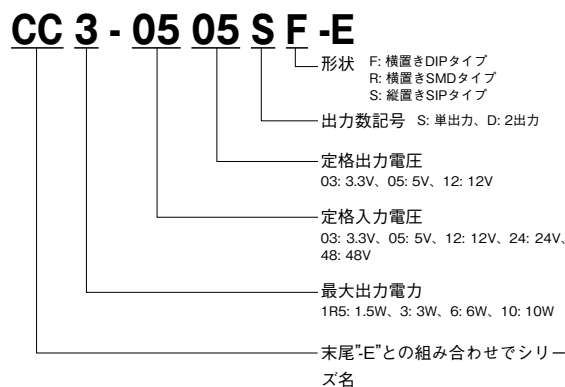 CC 3 - 05 05 S F -E
形状 F: 横置きDIPタイプ
R: 横置きSMDタイプ
S: 縦置きSIPタイプ
出力数記号 S: 単出力、D: 2出力
定格出力電圧
03: 3.3V、05: 5V、12: 12V
定格入力電圧
03: 3.3V、05: 5V、12: 12V、24: 24V、
48: 48V
最大出力電力
1R5: 1.5W、3: 3W、6: 6W、10: 10W
末尾"-E"との組み合わせでシリー
ズ名